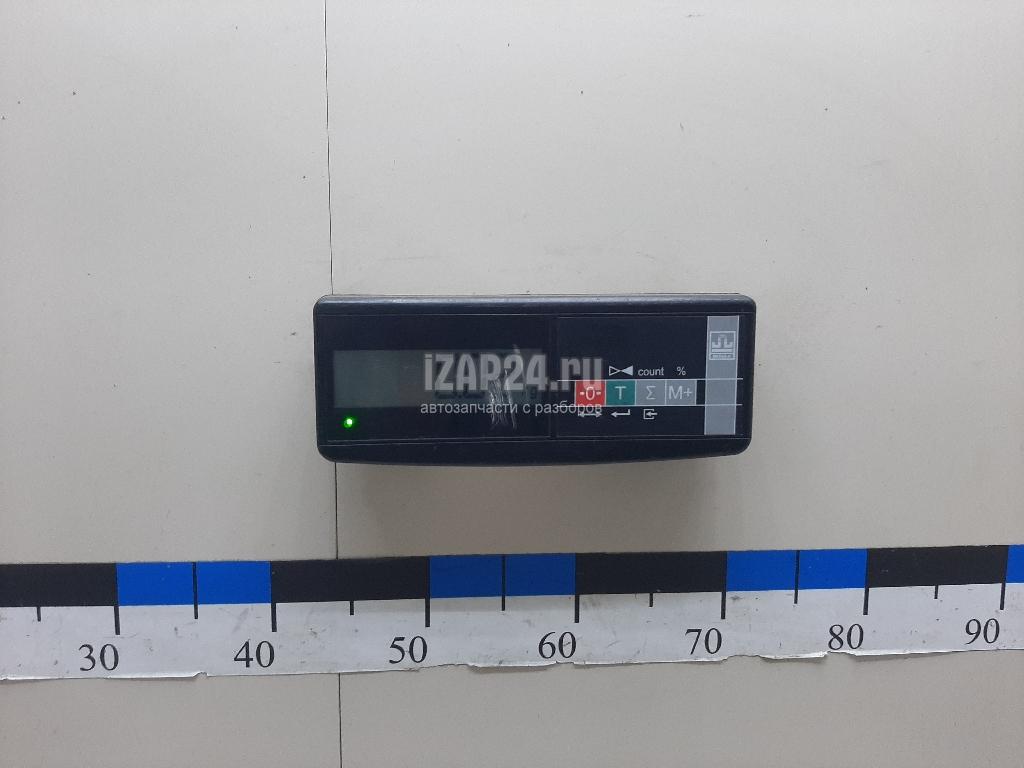 iZAP24.ru
автозапчасти с разборов
count %
-0- T Σ M+
30 40 50 60 70 80 90